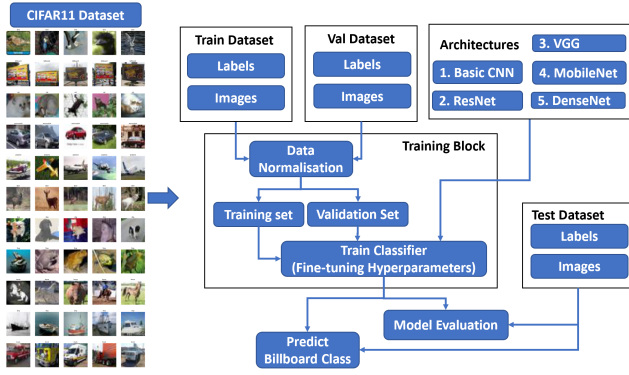 CIFAR11 Dataset
Train Dataset
Labels
Images
Val Dataset
Labels
Images
Architectures
1. Basic CNN
2. ResNet
3. VGG
4. MobileNet
5. DenseNet
Training Block
Data
Normalisation
Training set
Validation Set
Train Classifier
(Fine-tuning Hyperparameters)
Test Dataset
Labels
Images
Model Evaluation
Predict
Billboard Class